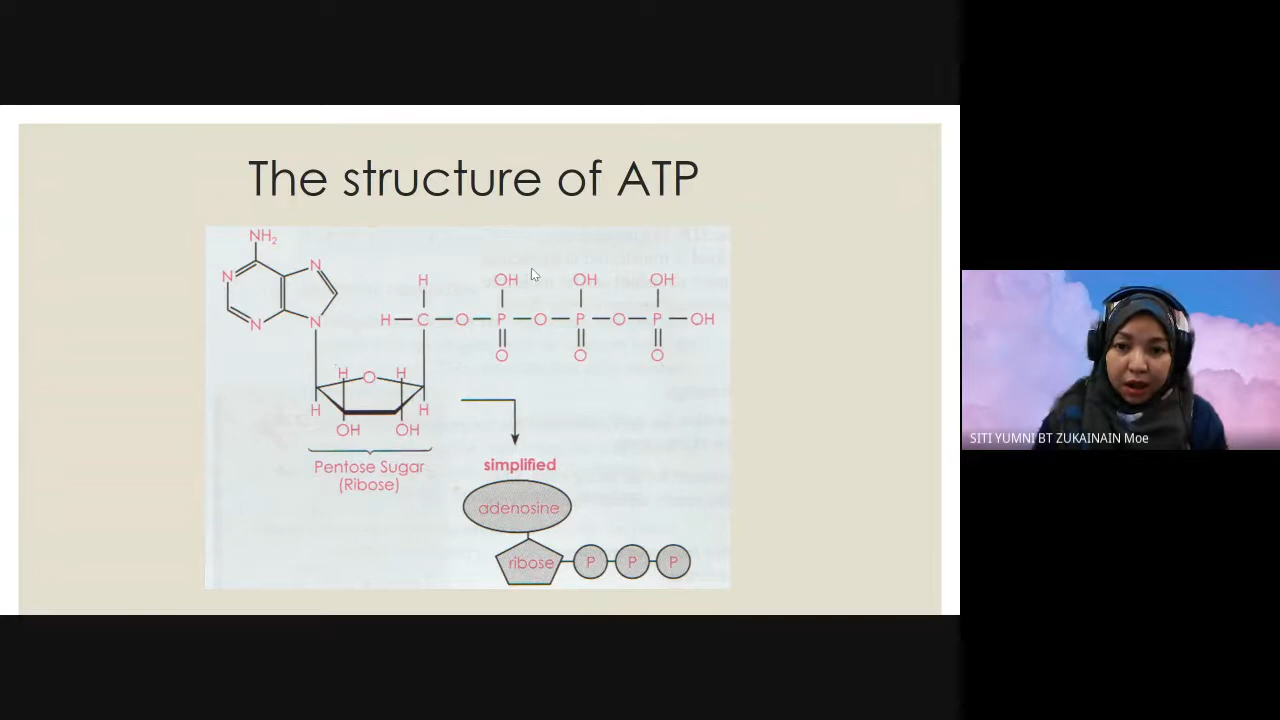 The structure of ATP
NH2
N
N
N
N
H
H
C
O
P
O
P
O
P
OH
OH
OH
OH
O
O
O
H
O
H
H
H
OH
OH
Pentose Sugar
(Ribose)
simplified
adenosine
ribose
P
P
P
SITI YUMNI BT ZUKAINAIN Moe